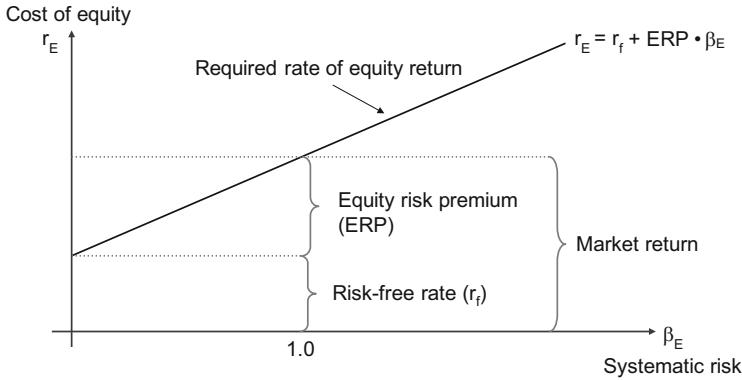 Cost of equity
r_E
r_E = r_f + ERP • β_E
Required rate of equity return
Equity risk premium
(ERP)
Market return
Risk-free rate (r_f)
1.0
β_E
Systematic risk